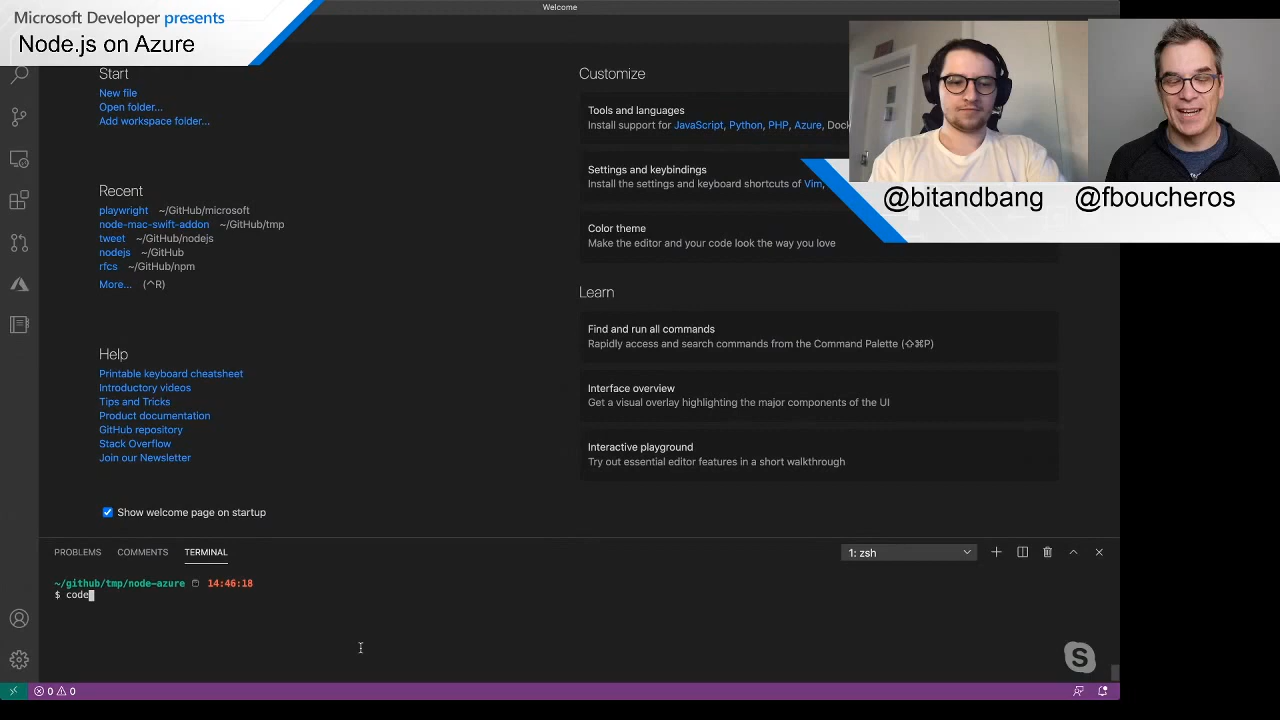 Microsoft Developer presents
Node.js on Azure
Welcome
@bitandbang
@fboucheros
Start
New file
Open folder...
Add workspace folder...
Recent
playwright ~/GitHub/microsoft
node-mac-swift-addon ~/GitHub/tmp
tweet ~/GitHub/nodejs
nodejs ~/GitHub
rfcs ~/GitHub/npm
More... (^R)
Help
Printable keyboard cheatsheet
Introductory videos
Tips and Tricks
Product documentation
GitHub repository
Stack Overflow
Join our Newsletter
Show welcome page on startup
Customize
Tools and languages
Install support for JavaScript, Python, PHP, Azure, Dock
Settings and keybindings
Install the settings and keyboard shortcuts of Vim,
Color theme
Make the editor and your code look the way you love
Learn
Find and run all commands
Rapidly access and search commands from the Command Palette (⇧⌘P)
Interface overview
Get a visual overlay highlighting the major components of the UI
Interactive playground
Try out essential editor features in a short walkthrough
PROBLEMS COMMENTS TERMINAL
1: zsh
~/github/tmp/node-azure 14:46:18
$ code
S
0 0